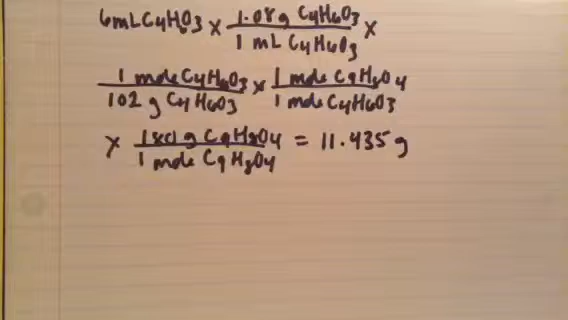 6mL C4H6O3 x 1.08 g C4H6O3 x
1 mL C4H6O3
1 mole C4H6O3 x 1 mole C9H8O4
102 g C4H6O3 1 mole C4H6O3
x 180 g C9H8O4 = 11.435 g
1 mole C9H8O4